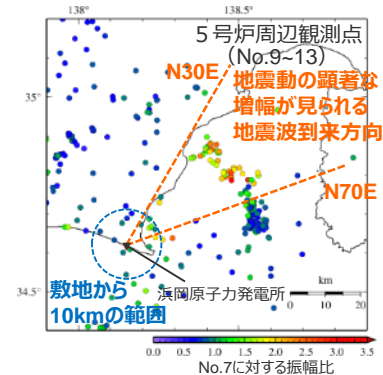 138˚
138.5˚
５号炉周辺観測点
（No.9~13）
N30E
地震動の顕著な
増幅が見られる
地震波到来方向
35˚
N70E
敷地から
10kmの範囲
浜岡原子力発電所
km
0 10 20
34.5˚
0.0 0.5 1.0 1.5 2.0 2.5 3.0 3.5
No.7に対する振幅比